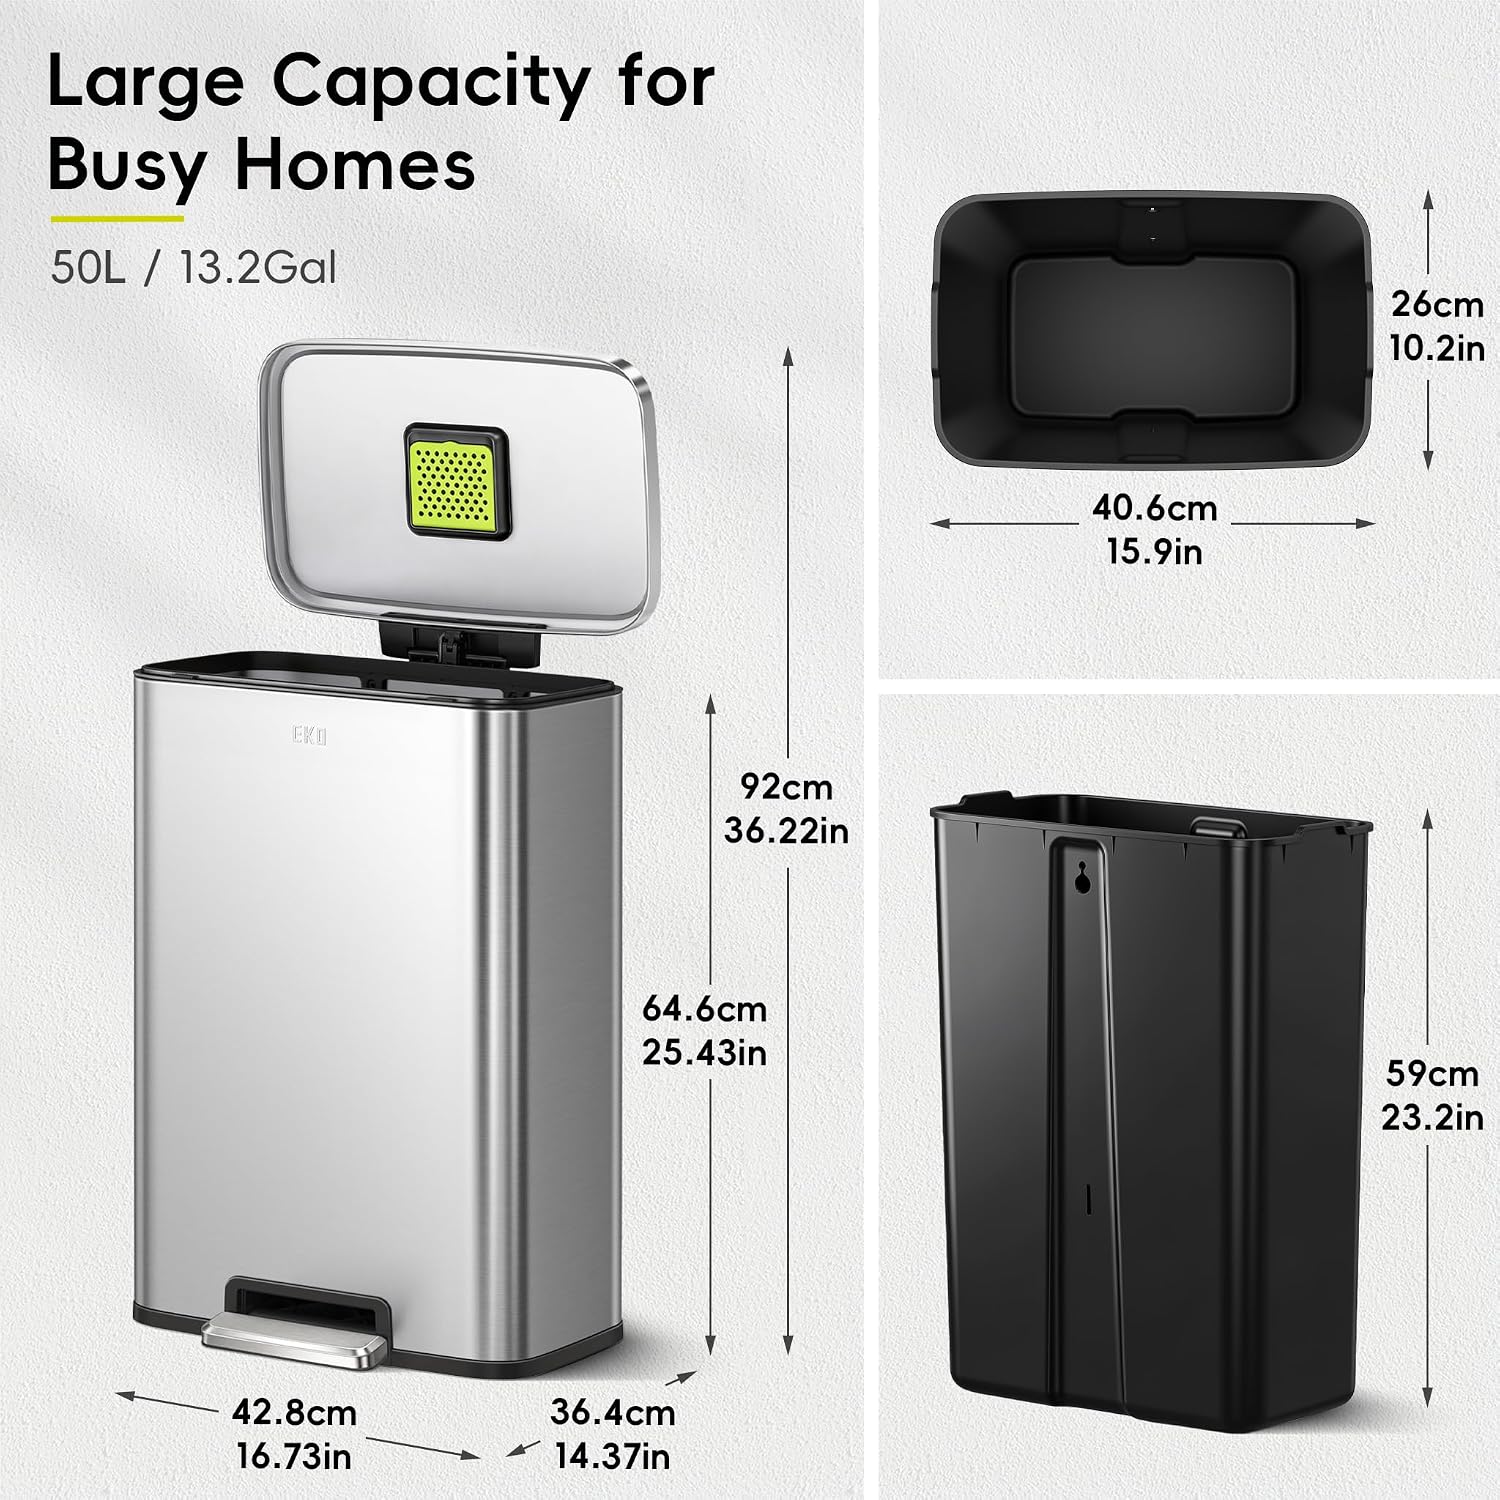 Large Capacity for
Busy Homes
50L / 13.2Gal
EKO
92cm
36.22in
64.6cm
25.43in
42.8cm
16.73in
36.4cm
14.37in
26cm
10.2in
40.6cm
15.9in
59cm
23.2in